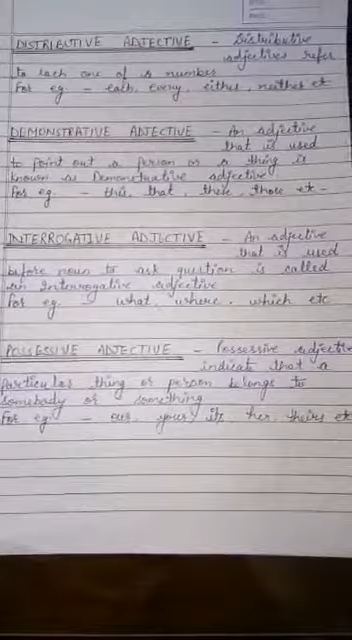 DISTRIBUTIVE ADJECTIVE - Distributive
adjectives refer
to each one of a number
For eg. - each, every, either, neither etc
DEMONSTRATIVE ADJECTIVE - An adjective
that is used
to point out a person or a thing is
known as Demonstrative adjective
For eg. - this, that, these, those etc -
INTERROGATIVE ADJECTIVE - An adjective
that is used
before noun to ask question is called
an Interrogative adjective
For eg. - what, where, which etc
POSSESSIVE ADJECTIVE - Possessive adjective
indicate that a
particular thing or person belongs to
somebody or something
For eg. - our, your, its, her, theirs etc